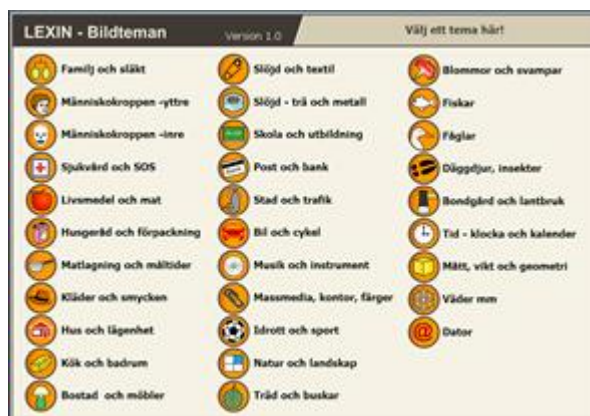 LEXIN - Bildteman
Version 1.0
Välj ett tema här!
Familj och släkt
Människokroppen -yttre
Människokroppen -inre
Sjukvård och SOS
Livsmedel och mat
Husgeråd och förpackning
Matlagning och måltider
Kläder och smycken
Hus och lägenhet
Kök och badrum
Bostad och möbler
Slöjd och textil
Slöjd - trä och metall
Skola och utbildning
Post och bank
Stad och trafik
Bil och cykel
Musik och instrument
Massmedia, kontor, färger
Idrott och sport
Natur och landskap
Träd och buskar
Blommor och svampar
Fiskar
Fåglar
Däggdjur, insekter
Bondgård och lantbruk
Tid - klocka och kalender
Mått, vikt och geometri
Väder mm
Dator